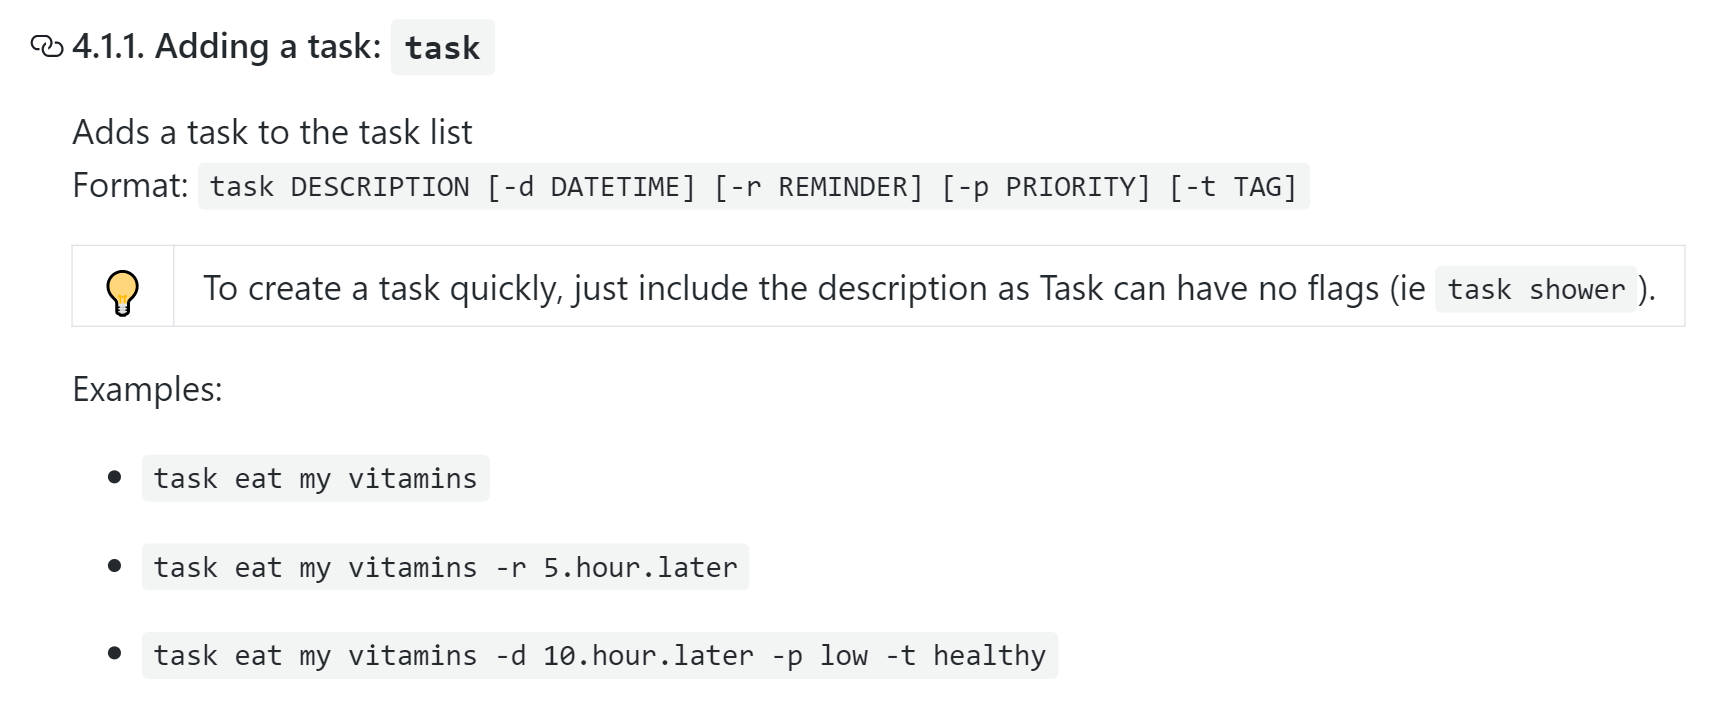 4.1.1. Adding a task: task
Adds a task to the task list
Format: task DESCRIPTION [-d DATETIME] [-r REMINDER] [-p PRIORITY] [-t TAG]
To create a task quickly, just include the description as Task can have no flags (ie task shower).
Examples:
• task eat my vitamins
• task eat my vitamins -r 5.hour.later
• task eat my vitamins -d 10.hour.later -p low -t healthy